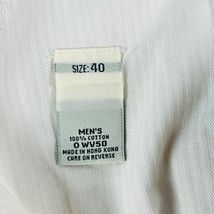 SIZE: 40
MEN'S
100% COTTON
0 WV50
MADE IN HONG KONG
CARE ON REVERSE